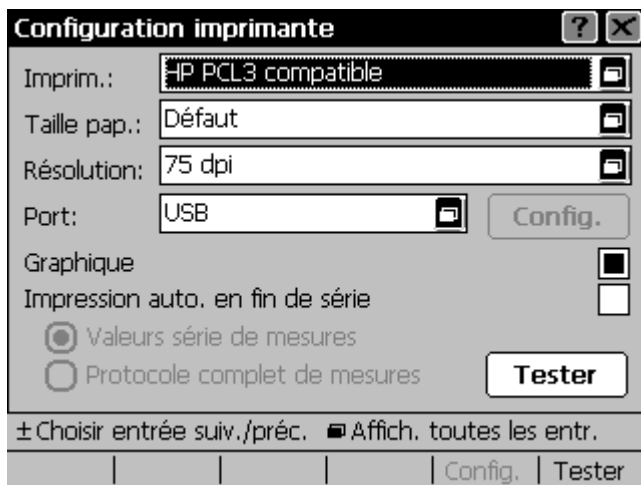 Configuration imprimante ? X
Imprim.: HP PCL3 compatible
Taille pap.: Défaut
Résolution: 75 dpi
Port: USB Config.
Graphique
Impression auto. en fin de série
Valeurs série de mesures
Protocole complet de mesures Tester
± Choisir entrée suiv./préc. Affich. toutes les entr.
Config. Tester